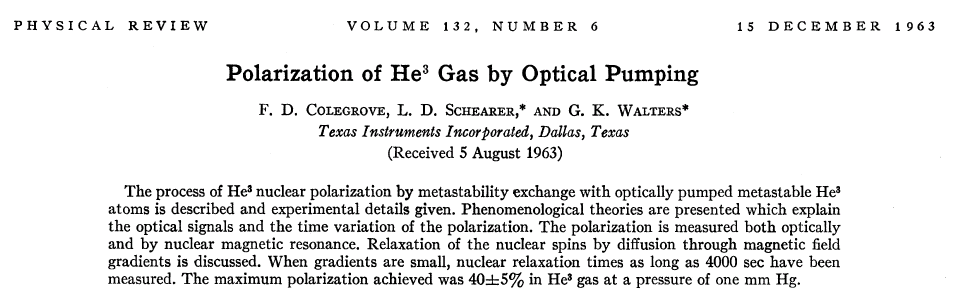 PHYSICAL REVIEW VOLUME 132, NUMBER 6 15 DECEMBER 1963
Polarization of He³ Gas by Optical Pumping
F. D. COLEGROVE, L. D. SCHEARER,* AND G. K. WALTERS*
Texas Instruments Incorporated, Dallas, Texas
(Received 5 August 1963)
The process of He³ nuclear polarization by metastability exchange with optically pumped metastable He³
atoms is described and experimental details given. Phenomenological theories are presented which explain
the optical signals and the time variation of the polarization. The polarization is measured both optically
and by nuclear magnetic resonance. Relaxation of the nuclear spins by diffusion through magnetic field
gradients is discussed. When gradients are small, nuclear relaxation times as long as 4000 sec have been
measured. The maximum polarization achieved was 40±5% in He³ gas at a pressure of one mm Hg.